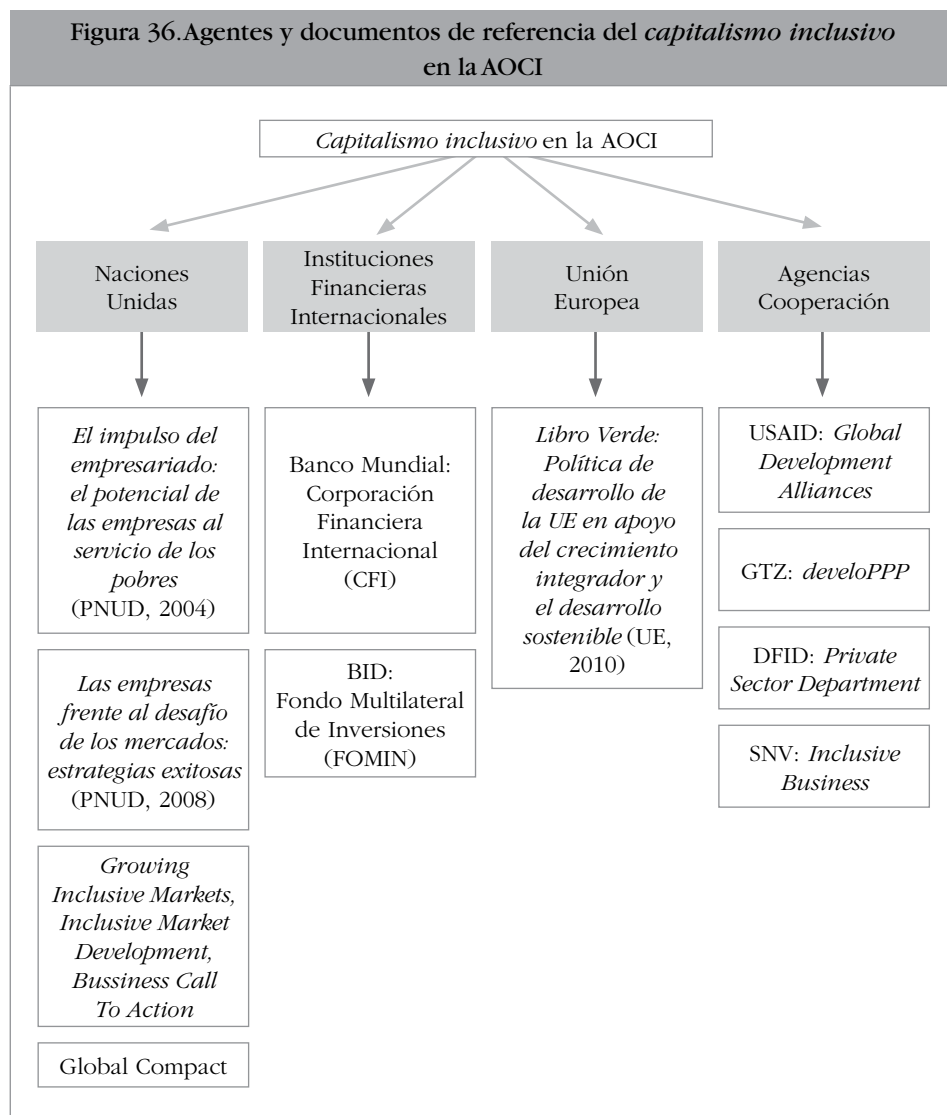 Figura 36. Agentes y documentos de referencia del capitalismo inclusivo
en la AOCI
Capitalismo inclusivo en la AOCI
Naciones
Unidas
Instituciones
Financieras
Internacionales
Unión
Europea
Agencias
Cooperación
El impulso del
empresariado:
el potencial de
las empresas al
servicio de los
pobres
(PNUD, 2004)
Las empresas
frente al desafío
de los mercados:
estrategias exitosas
(PNUD, 2008)
Growing
Inclusive Markets,
Inclusive Market
Development,
Bussiness Call
To Action
Global Compact
Banco Mundial:
Corporación
Financiera
Internacional
(CFI)
BID:
Fondo Multilateral
de Inversiones
(FOMIN)
Libro Verde:
Política de
desarrollo de
la UE en apoyo
del crecimiento
integrador y
el desarrollo
sostenible (UE,
2010)
USAID: Global
Development
Alliances
GTZ: develoPPP
DFID: Private
Sector Department
SNV: Inclusive
Business